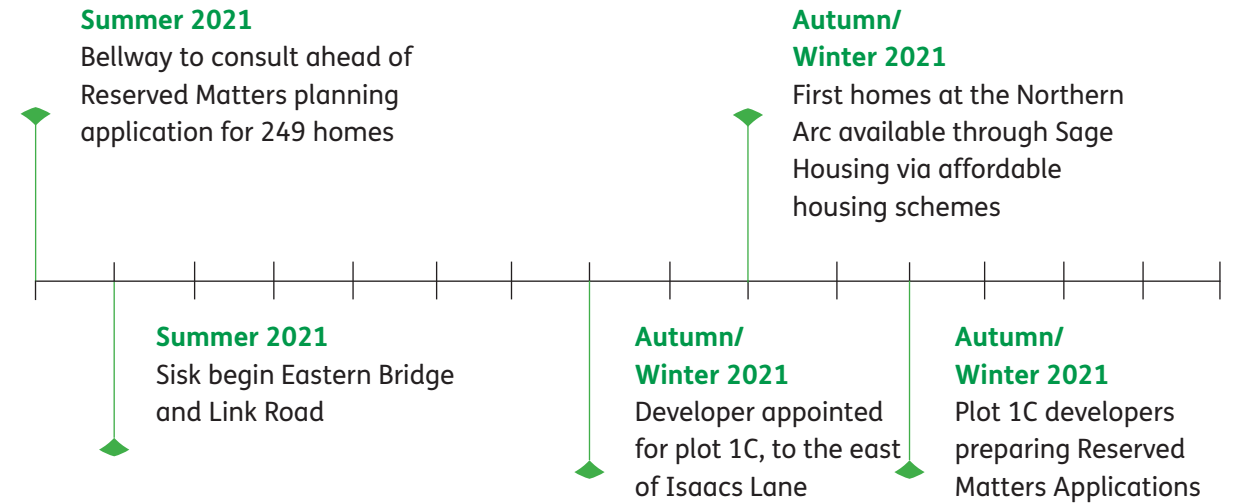 Summer 2021
Bellway to consult ahead of
Reserved Matters planning
application for 249 homes
Autumn/
Winter 2021
First homes at the Northern
Arc available through Sage
Housing via affordable
housing schemes
Summer 2021
Sisk begin Eastern Bridge
and Link Road
Autumn/
Winter 2021
Developer appointed
for plot 1C, to the east
of Isaacs Lane
Autumn/
Winter 2021
Plot 1C developers
preparing Reserved
Matters Applications